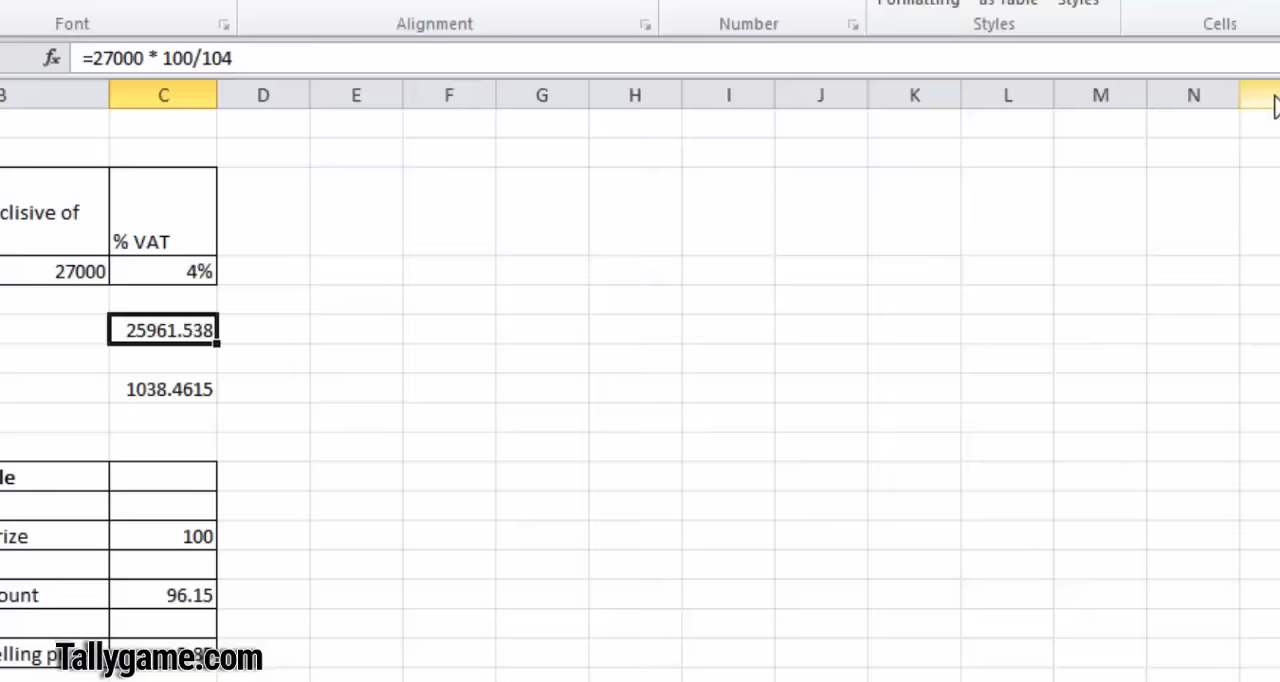 Formatting as Table Styles
Font Alignment Number Styles Cells
fx =27000 * 100/104
B C D E F G H I J K L M N
clisive of
% VAT
27000 4%
25961.538
1038.4615
le
rize 100
ount 96.15
elling p
Tallygame.com